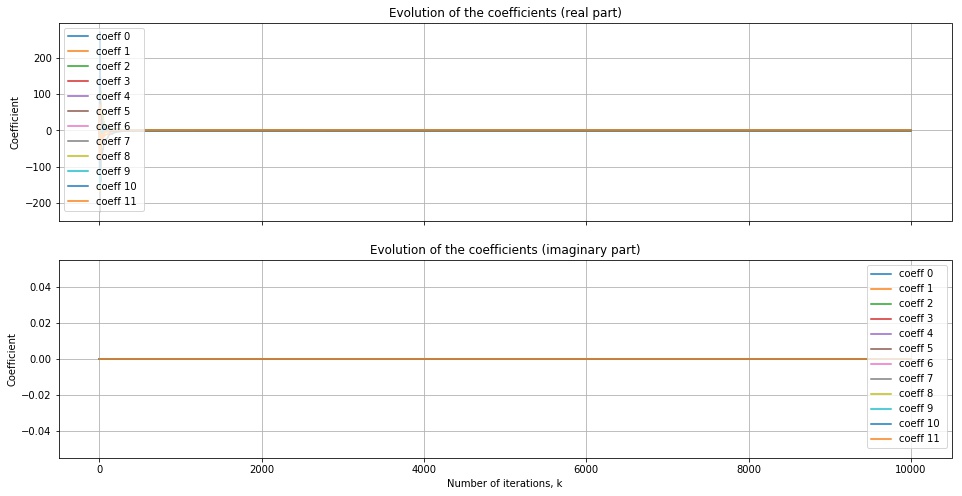 Evolution of the coefficients (real part)
Coefficient
200
100
0
−100
−200
coeff 0
coeff 1
coeff 2
coeff 3
coeff 4
coeff 5
coeff 6
coeff 7
coeff 8
coeff 9
coeff 10
coeff 11
Evolution of the coefficients (imaginary part)
Coefficient
0.04
0.02
0.00
−0.02
−0.04
coeff 0
coeff 1
coeff 2
coeff 3
coeff 4
coeff 5
coeff 6
coeff 7
coeff 8
coeff 9
coeff 10
coeff 11
0 2000 4000 6000 8000 10000
Number of iterations, k